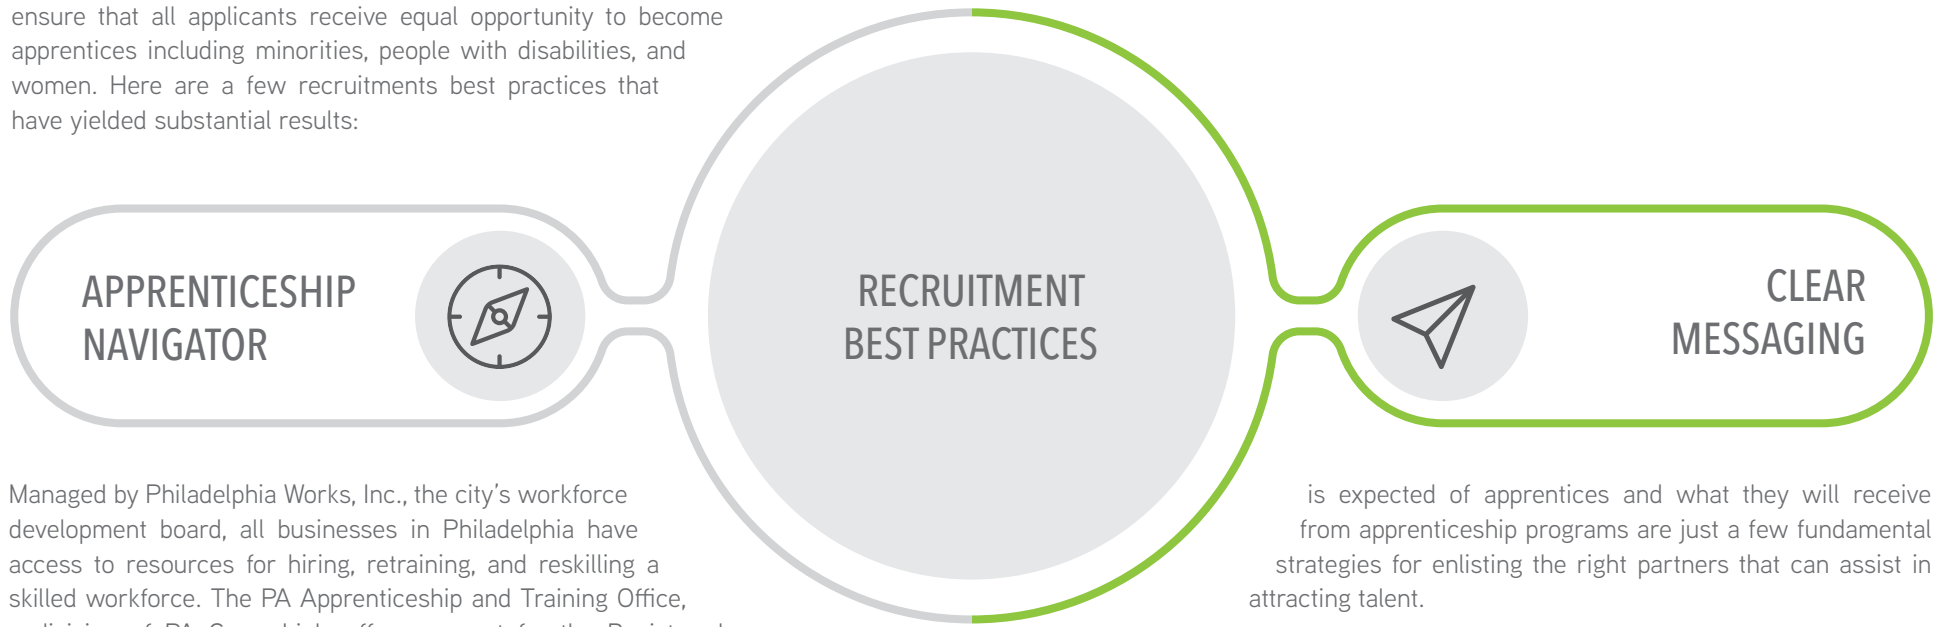 ensure that all applicants receive equal opportunity to become
apprentices including minorities, people with disabilities, and
women. Here are a few recruitments best practices that
have yielded substantial results:
APPRENTICESHIP
NAVIGATOR
RECRUITMENT
BEST PRACTICES
CLEAR
MESSAGING
Managed by Philadelphia Works, Inc., the city's workforce
development board, all businesses in Philadelphia have
access to resources for hiring, retraining, and reskilling a
skilled workforce. The PA Apprenticeship and Training Office,
is expected of apprentices and what they will receive
from apprenticeship programs are just a few fundamental
strategies for enlisting the right partners that can assist in
attracting talent.